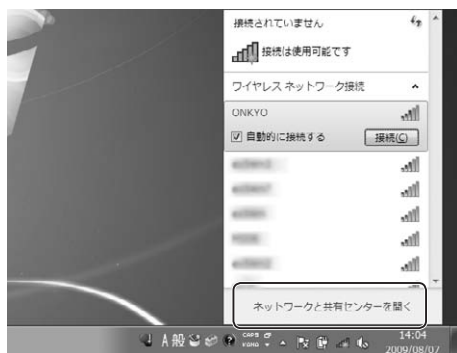 接続されていません
接続は使用可能です
ワイヤレス ネットワーク接続
ONKYO
自動的に接続する
接続(C)
ネットワークと共有センターを開く
A 般
CAPS
KANA
14:04
2009/08/07